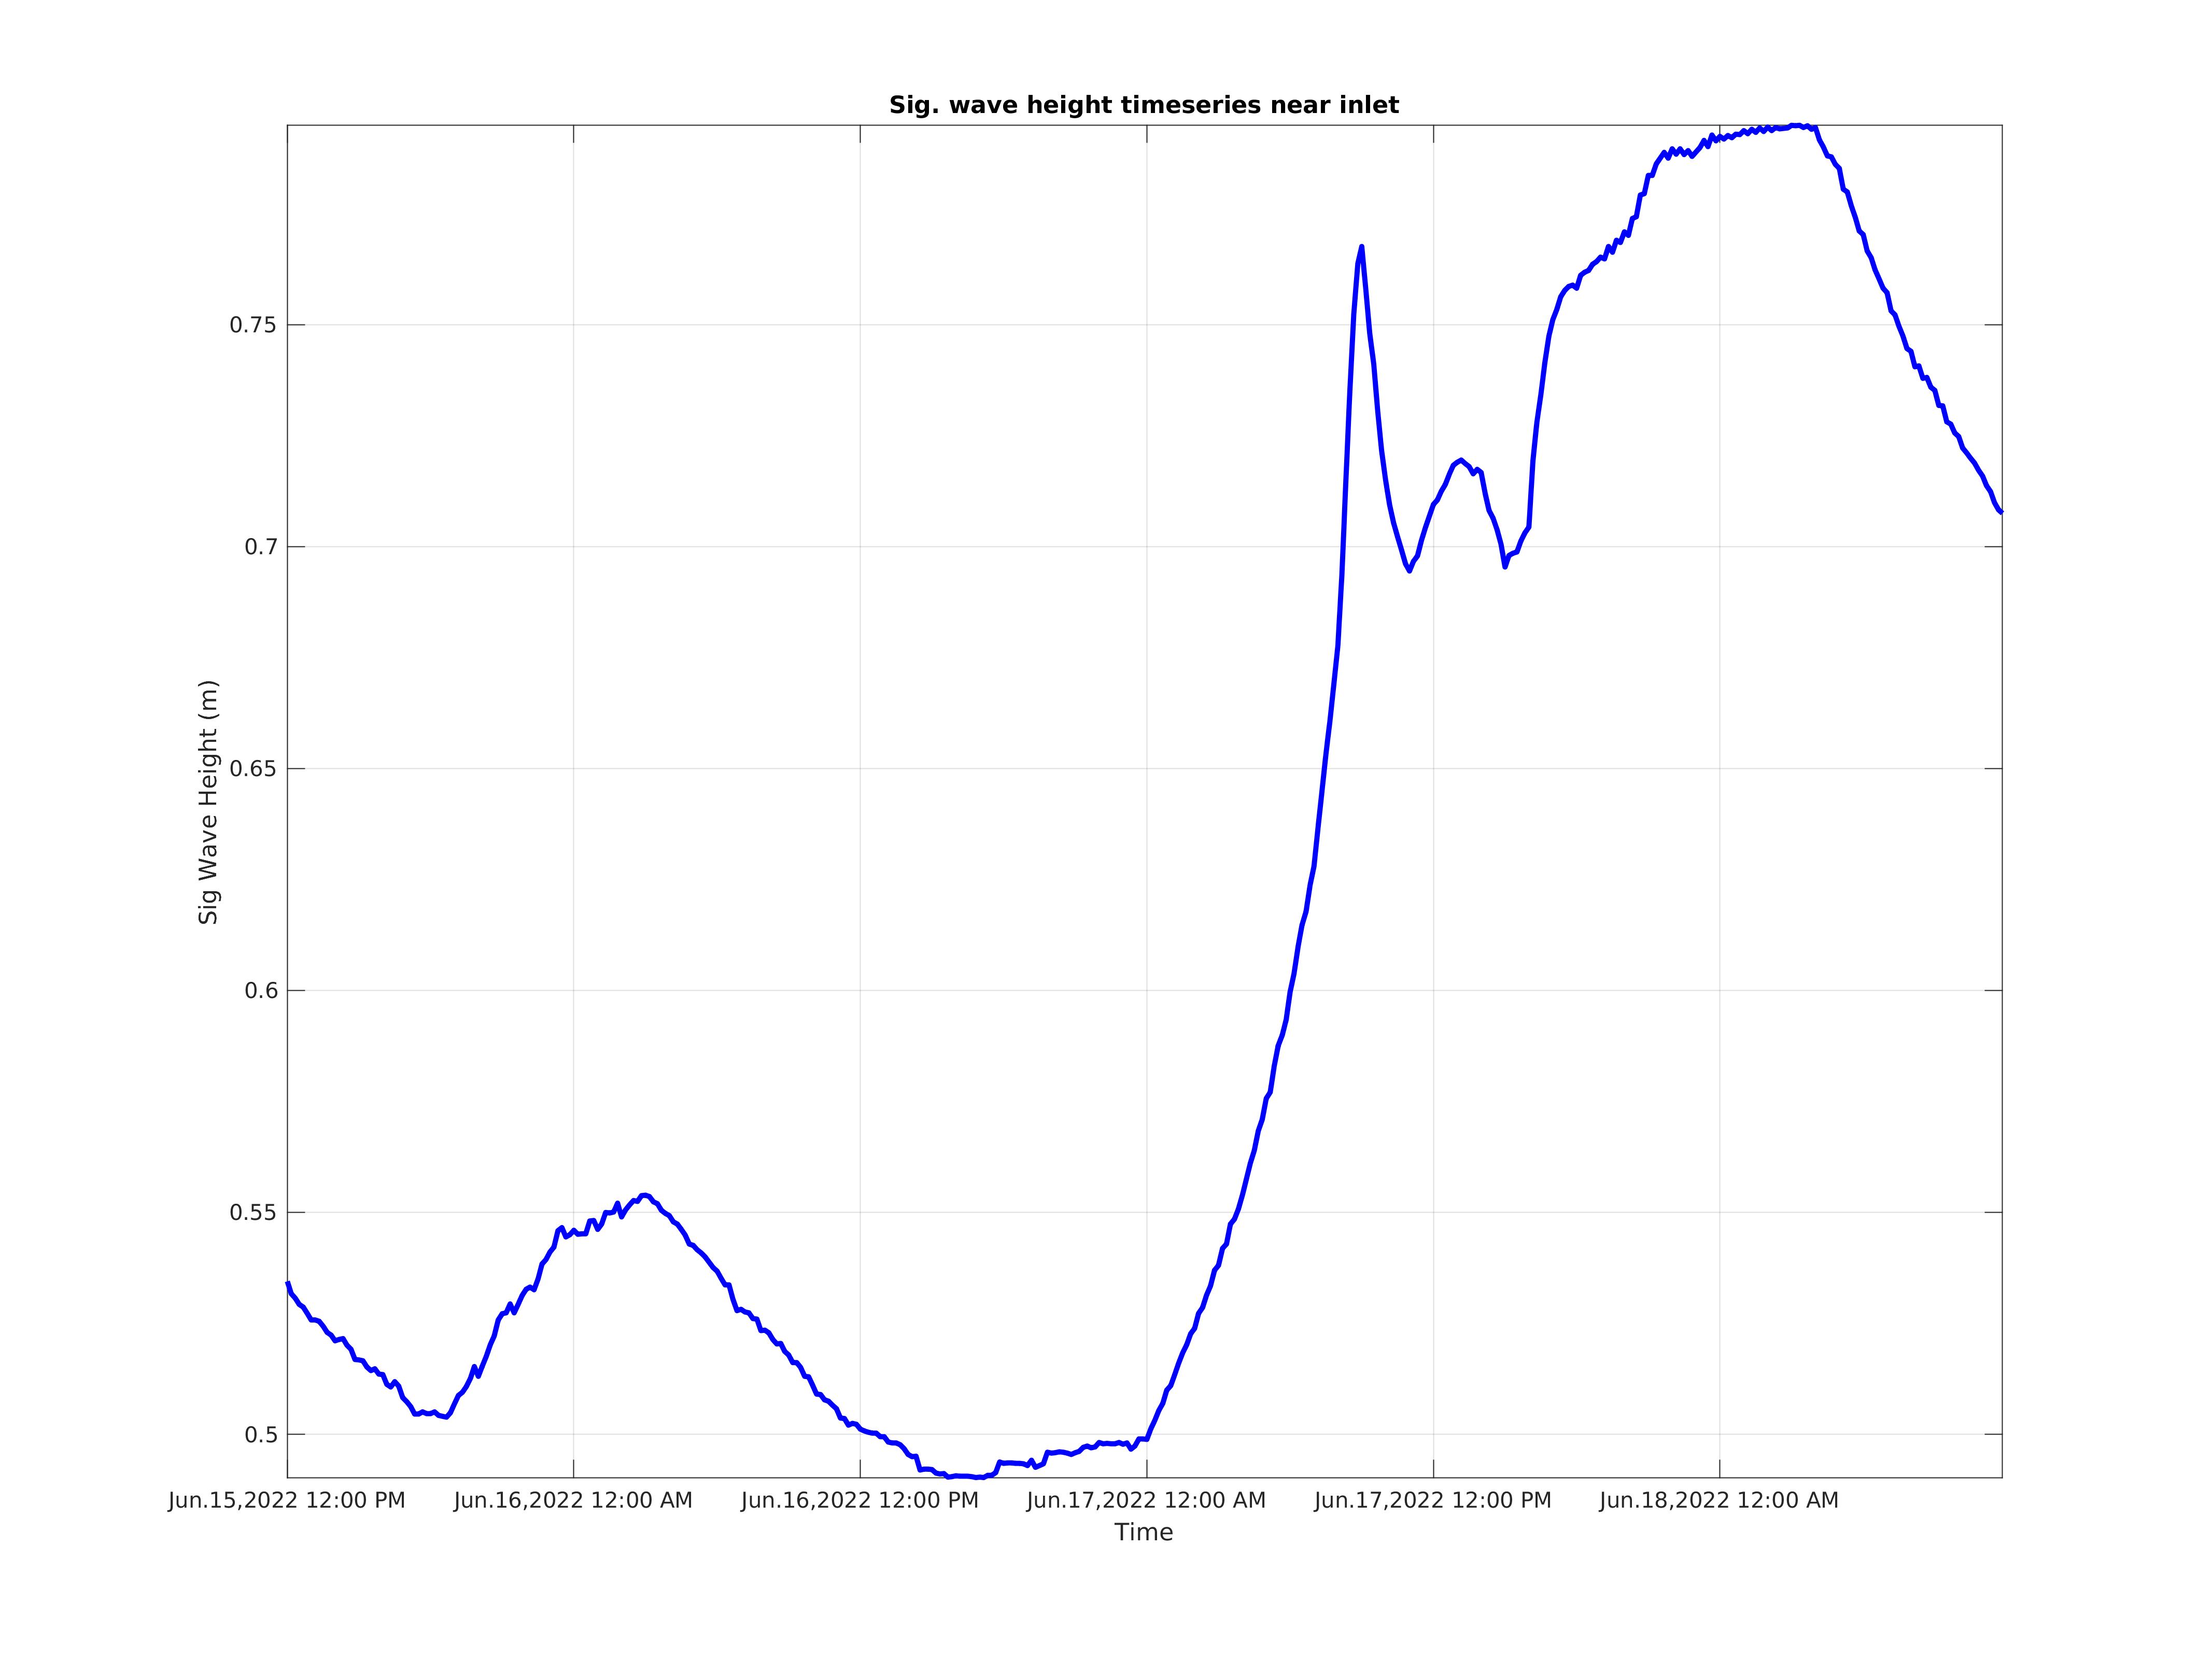 Sig. wave height timeseries near inlet
0.75
0.7
0.65
0.6
0.55
0.5
Sig Wave Height (m)
Jun.15,2022 12:00 PM Jun.16,2022 12:00 AM Jun.16,2022 12:00 PM Jun.17,2022 12:00 AM Jun.17,2022 12:00 PM Jun.18,2022 12:00 AM
Time